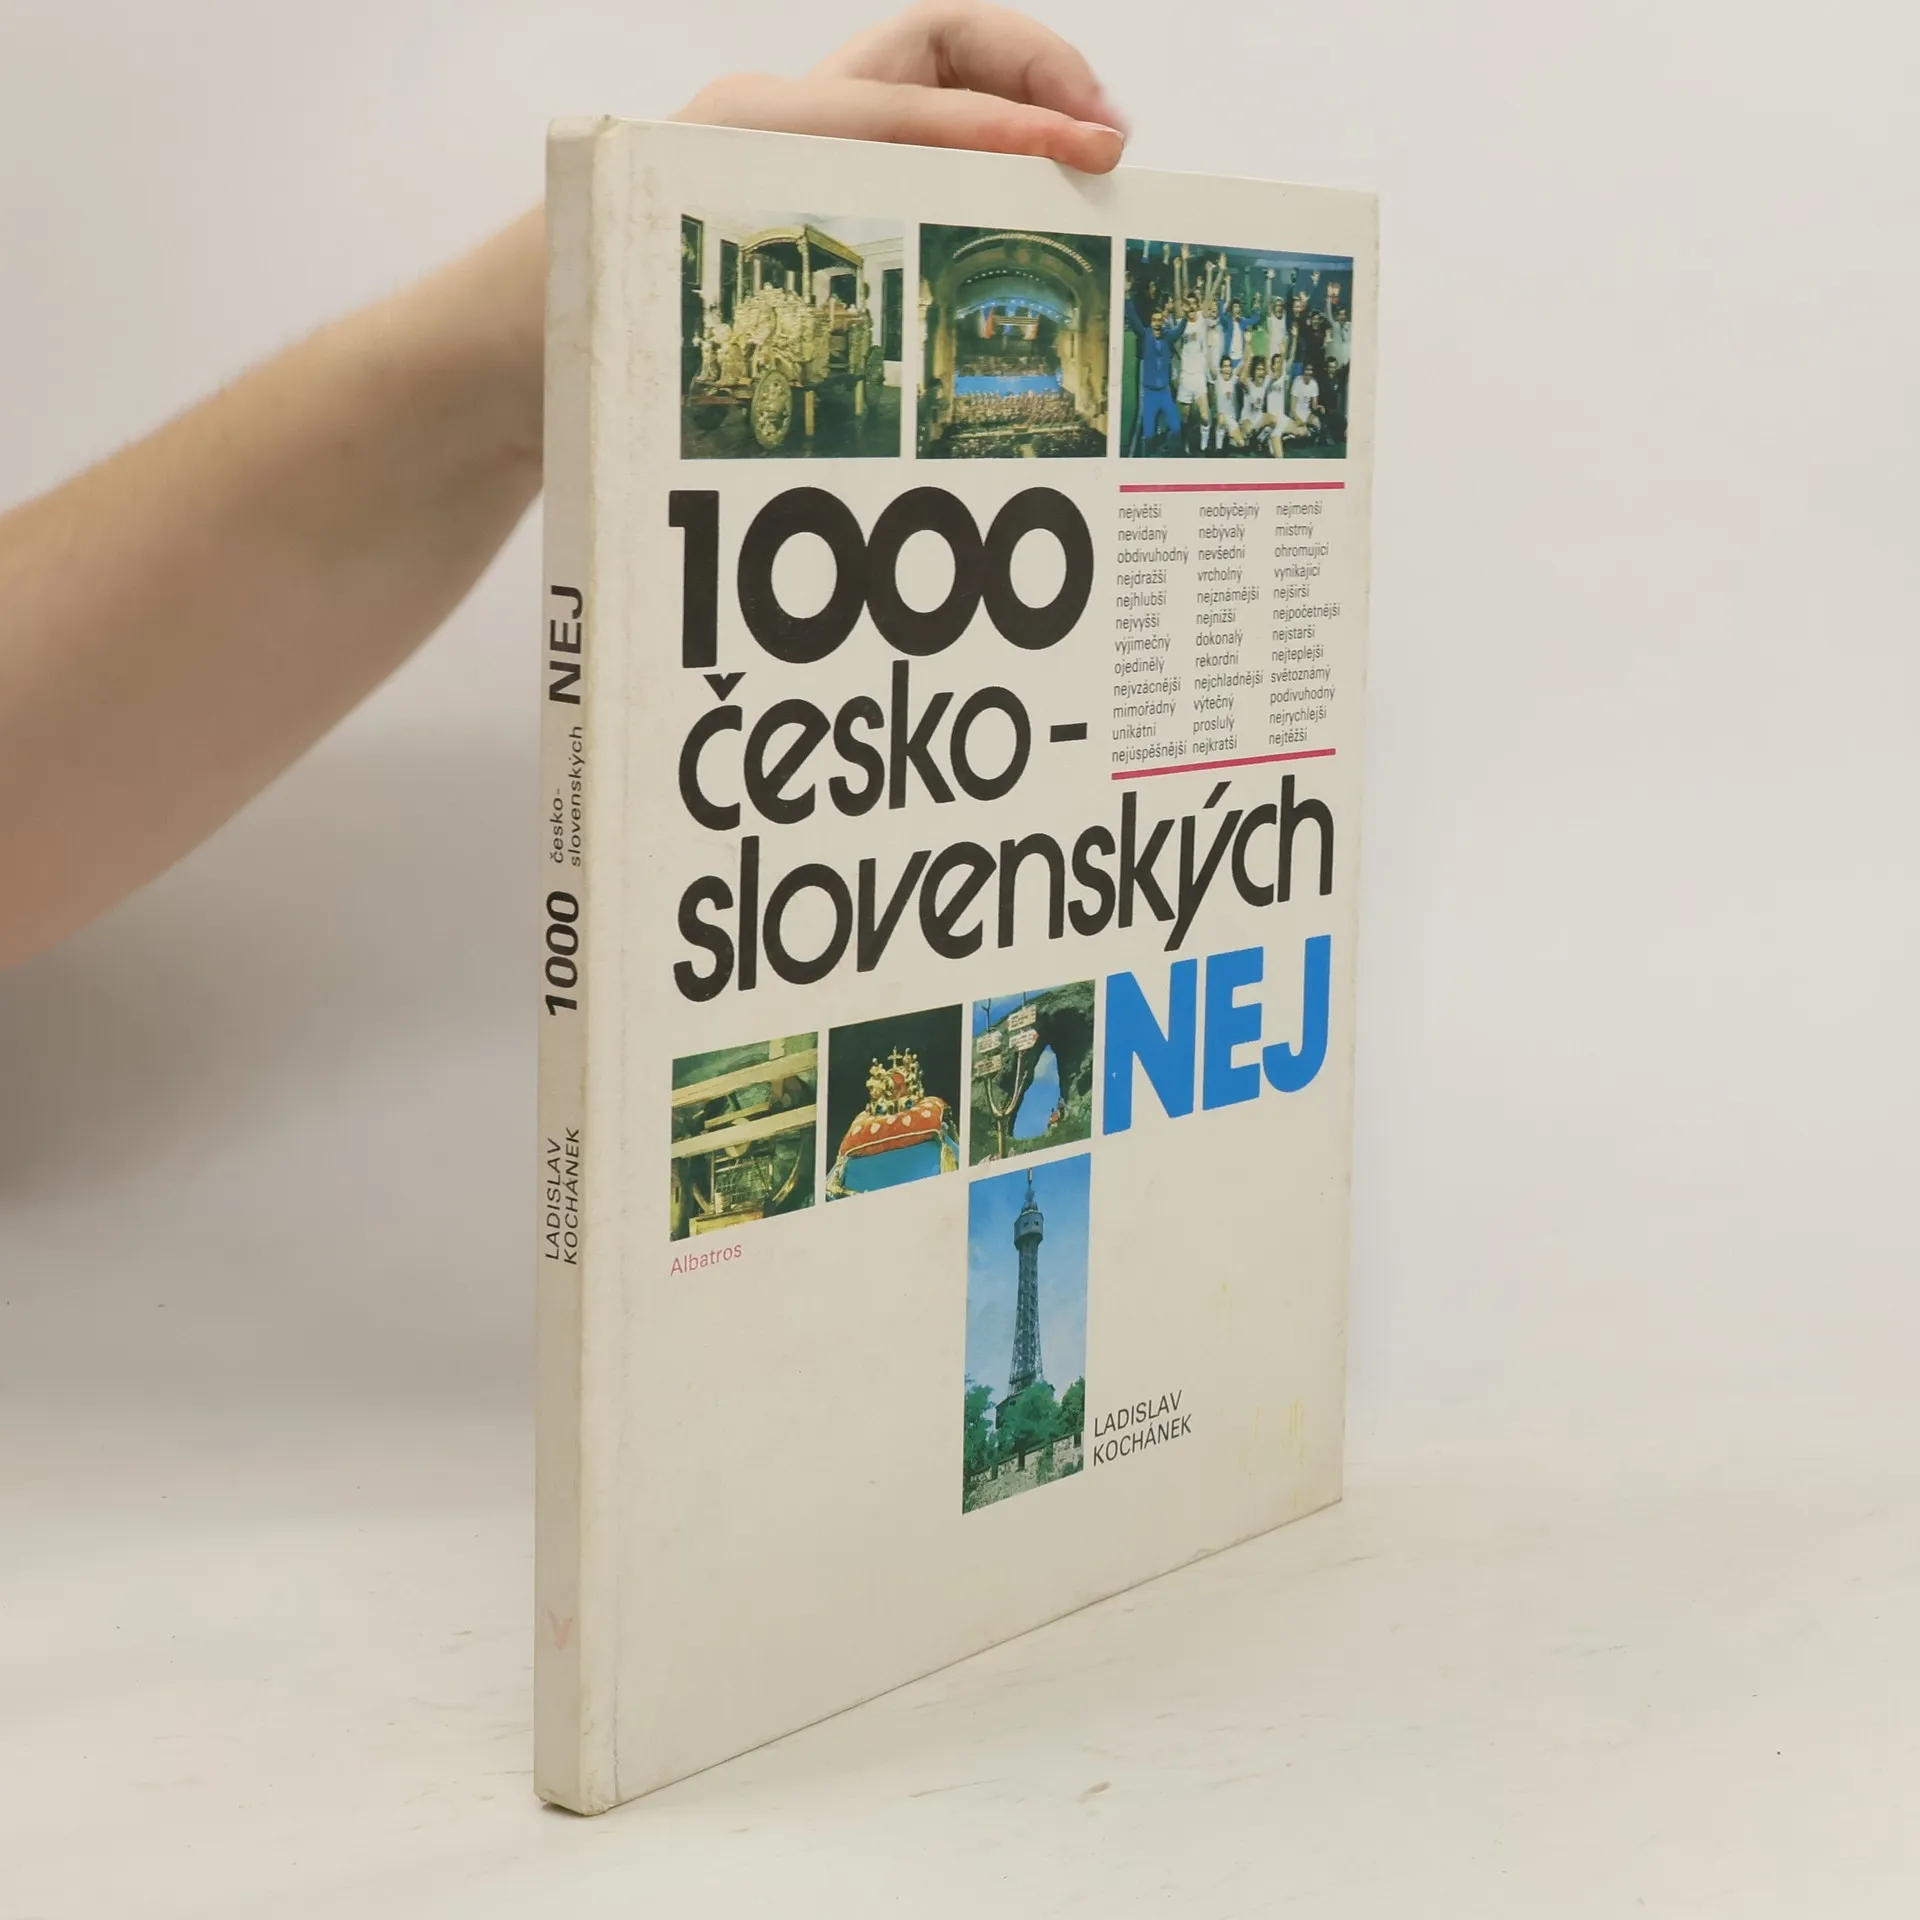 1000
česko-
slovenských
NEJ
největší
nevídaný
obdivuhodný
nejdražší
nejhlubší
nejvyšší
výjimečný
ojedinělý
nejvzácnější
mimořádný
unikátní
nejúspěšnější
neobyčejný
nebývalý
nevšední
vrcholný
nejznámější
nejnižší
dokonalý
rekordní
nejchladnější
výtečný
proslulý
nejkratší
nejmenší
mistrný
ohromující
vynikající
nejširší
nejpočetnější
nejstarší
nejteplejší
světoznámý
podivuhodný
nejrychlejší
nejtěžší
Albatros
LADISLAV
KOCHÁNEK
LADISLAV
KOCHÁNEK
1000
česko-
slovenských
NEJ